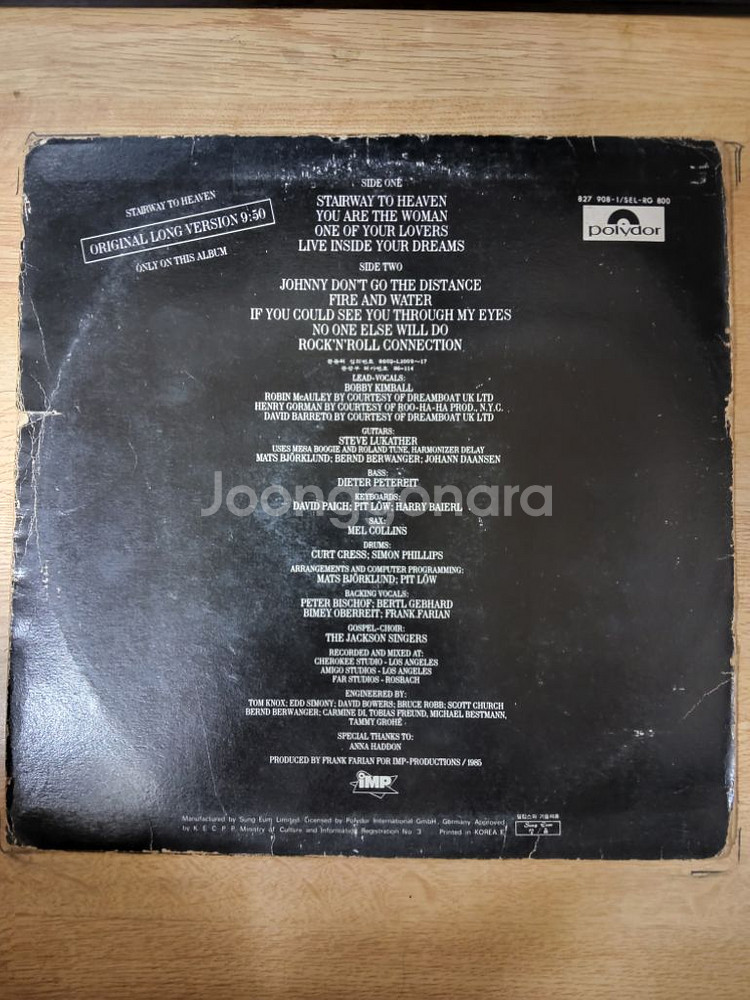 SIDE ONE
STAIRWAY TO HEAVEN
YOU ARE THE WOMAN
ONE OF YOUR LOVERS
LIVE INSIDE YOUR DREAMS
STAIRWAY TO HEAVEN
ORIGINAL LONG VERSION 9:50
ONLY ON THIS ALBUM
827 908-1/SEL-RG 800
polydor
SIDE TWO
JOHNNY DON'T GO THE DISTANCE
FIRE AND WATER
IF YOU COULD SEE YOU THROUGH MY EYES
NO ONE ELSE WILL DO
ROCK'N'ROLL CONNECTION
LEAD-VOCALS:
BOBBY KIMBALL
ROBIN McAULEY BY COURTESY OF DREAMBOAT UK LTD
HENRY GORMAN BY COURTESY OF ROO-HA-HA PROD., N.Y.C.
DAVID BARRETO BY COURTESY OF DREAMBOAT UK LTD
GUITARS:
STEVE LUKATHER
USES MESA BOOGIE AND ROLAND TUNE, HARMONIZER DELAY
MATS BJÖRKLUND; BERND BERWANGER; JOHANN DAANSEN
BASS:
DIETER PETEREIT
KEYBOARDS:
DAVID PAICH; PIT LÖW; HARRY BAIERL
Joonggonara
SAX:
MEL COLLINS
DRUMS:
CURT CRESS; SIMON PHILLIPS
ARRANGEMENTS AND COMPUTER PROGRAMMING:
MATS BJÖRKLUND; PIT LÖW
BACKING VOCALS:
PETER BISCHOF; BERTL GEBHARD
BIMEY OBERREIT; FRANK FARIAN
GOSPEL-CHOIR:
THE JACKSON SINGERS
RECORDED AND MIXED AT:
CHEROKEE STUDIO - LOS ANGELES
AMIGO STUDIOS - LOS ANGELES
FAR STUDIOS - ROSBACH
ENGINEERED BY:
TOM KNOX; EDD SIMONY; DAVID BOWERS; BRUCE ROBB; SCOTT CHURCH
BERND BERWANGER; CARMINE DI, TOBIAS FREUND, MICHAEL BESTMANN,
TAMMY GROHÉ
SPECIAL THANKS TO:
ANNA HADDON
PRODUCED BY FRANK FARIAN FOR IMP-PRODUCTIONS / 1985
IMP
Manufactured by Sung Eum Limited. Licensed by Polydor International GmbH, Germany Approved
by K. E. C. P. P. Ministry of Culture and Information Registration No. 3 Printed in KOREA